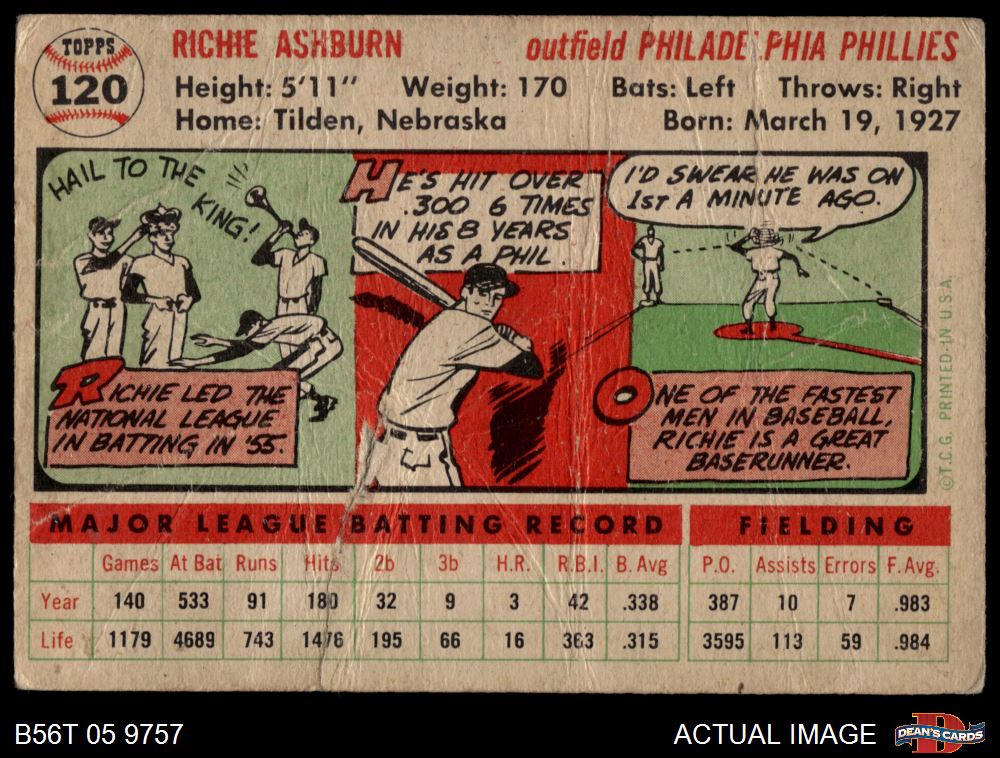 TOPPS
120
RICHIE ASHBURN
outfield PHILADELPHIA PHILLIES
Height: 5'11" Weight: 170 Bats: Left Throws: Right
Home: Tilden, Nebraska Born: March 19, 1927
HAIL TO THE
KING!
RICHIE LED THE
NATIONAL LEAGUE
IN BATTING IN '55.
HE'S HIT OVER
.300 6 TIMES
IN HIS 8 YEARS
AS A PHIL.
I'D SWEAR HE WAS ON
1ST A MINUTE AGO.
ONE OF THE FASTEST
MEN IN BASEBALL,
RICHIE IS A GREAT
BASERUNNER.
©T.C.G. PRINTED IN U.S.A.
MAJOR LEAGUE BATTING RECORD FIELDING
Games At Bat Runs Hits 2b 3b H.R. R.B.I. B. Avg P.O. Assists Errors F. Avg.
Year 140 533 91 180 32 9 3 42 .338 387 10 7 .983
Life 1179 4689 743 1476 195 66 16 363 .315 3595 113 59 .984
B56T 05 9757
ACTUAL IMAGE
DEAN'S CARDS